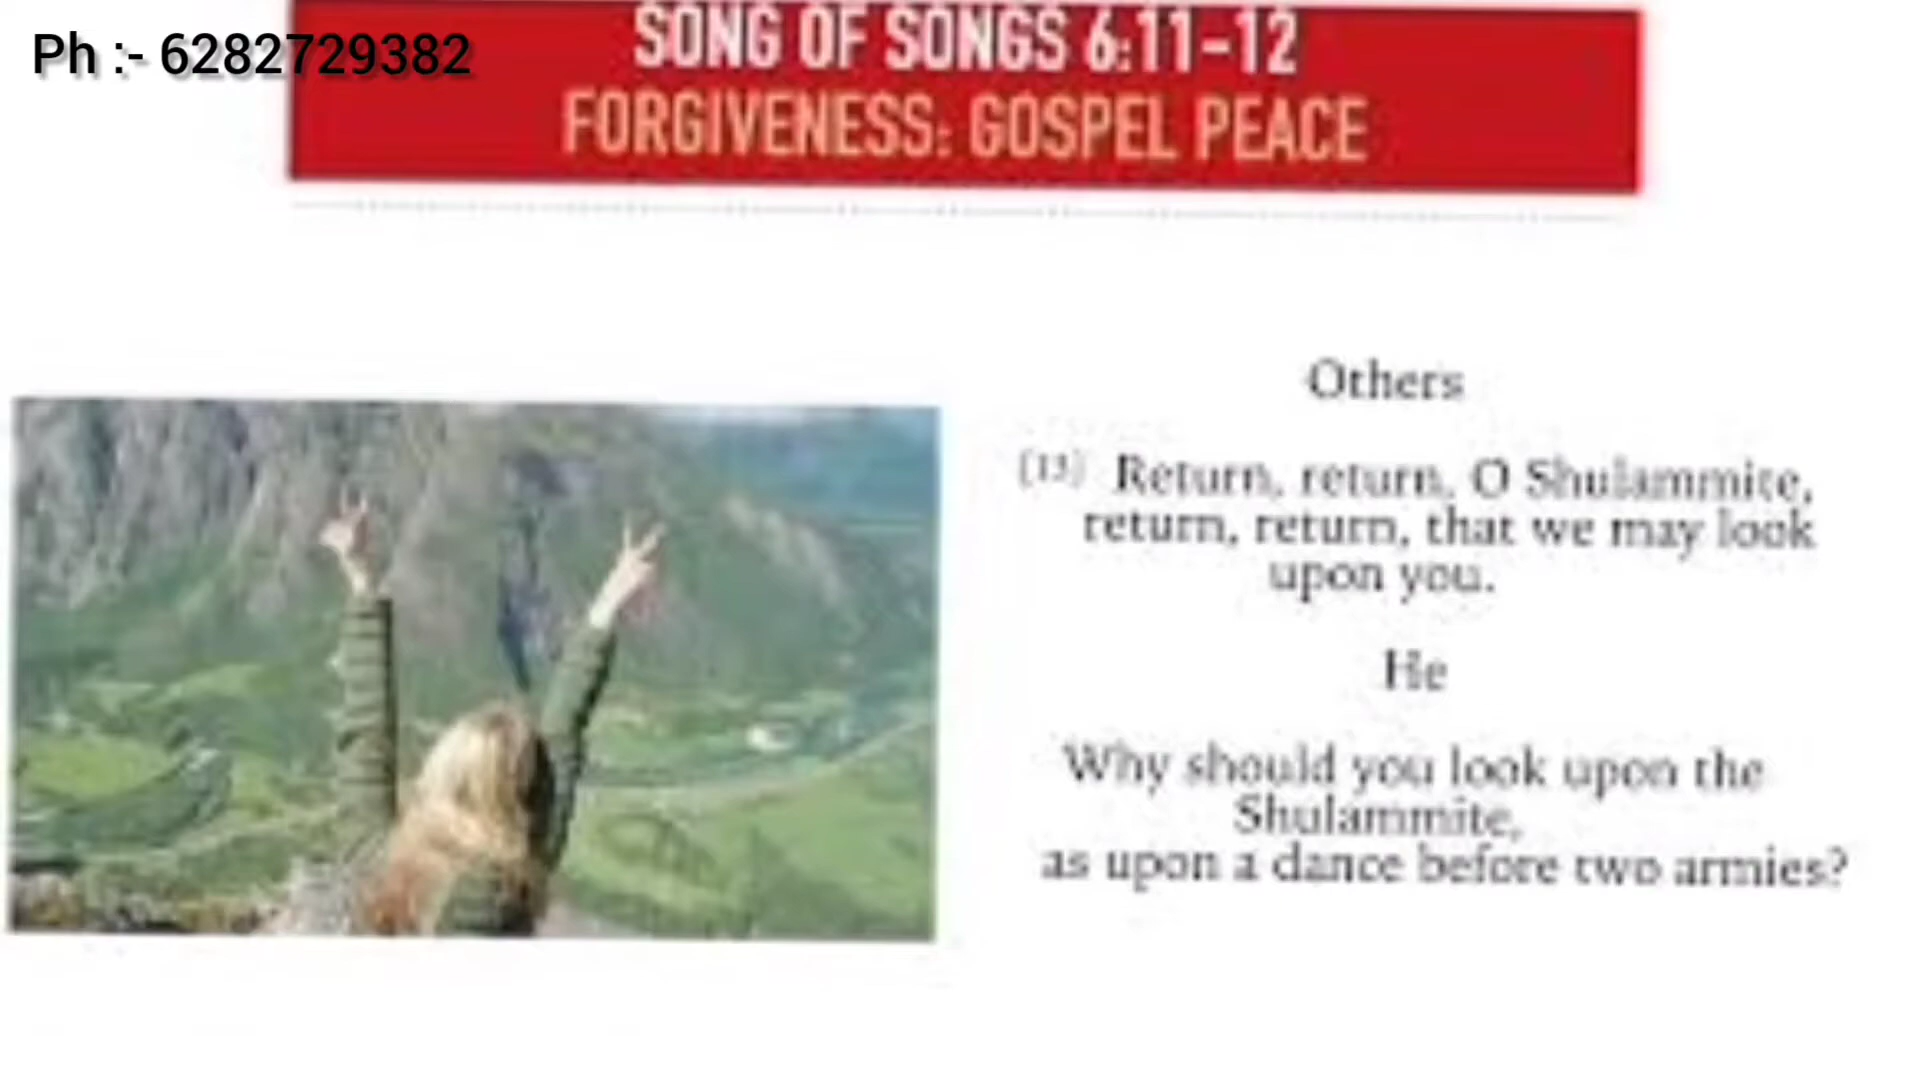 Ph :- 6282729382
SONG OF SONGS 6:11-12
FORGIVENESS: GOSPEL PEACE
Others
(13) Return, return, O Shulammite,
return, return, that we may look
upon you.
He
Why should you look upon the
Shulammite,
as upon a dance before two armies?